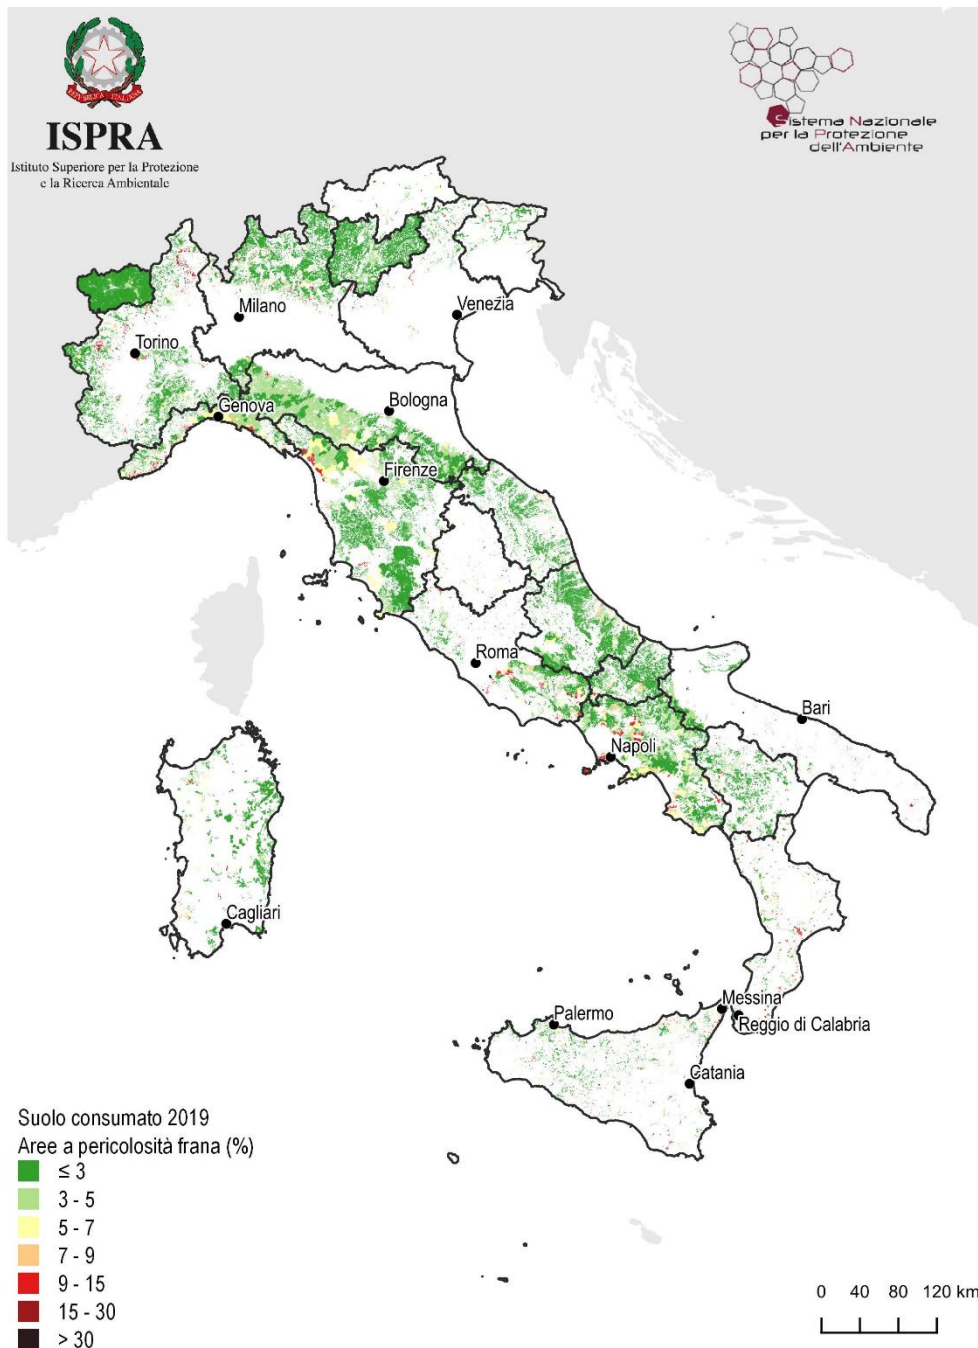 REPVBBLICA ITALIANA
ISPRA
Istituto Superiore per la Protezione
e la Ricerca Ambientale
Sistema Nazionale
per la Protezione
dell'Ambiente
Milano
Venezia
Torino
Genova
Bologna
Firenze
Roma
Bari
Napoli
Cagliari
Messina
Palermo
Reggio di Calabria
Catania
Suolo consumato 2019
Aree a pericolosità frana (%)
≤ 3
3 - 5
5 - 7
7 - 9
9 - 15
15 - 30
> 30
0 40 80 120 km